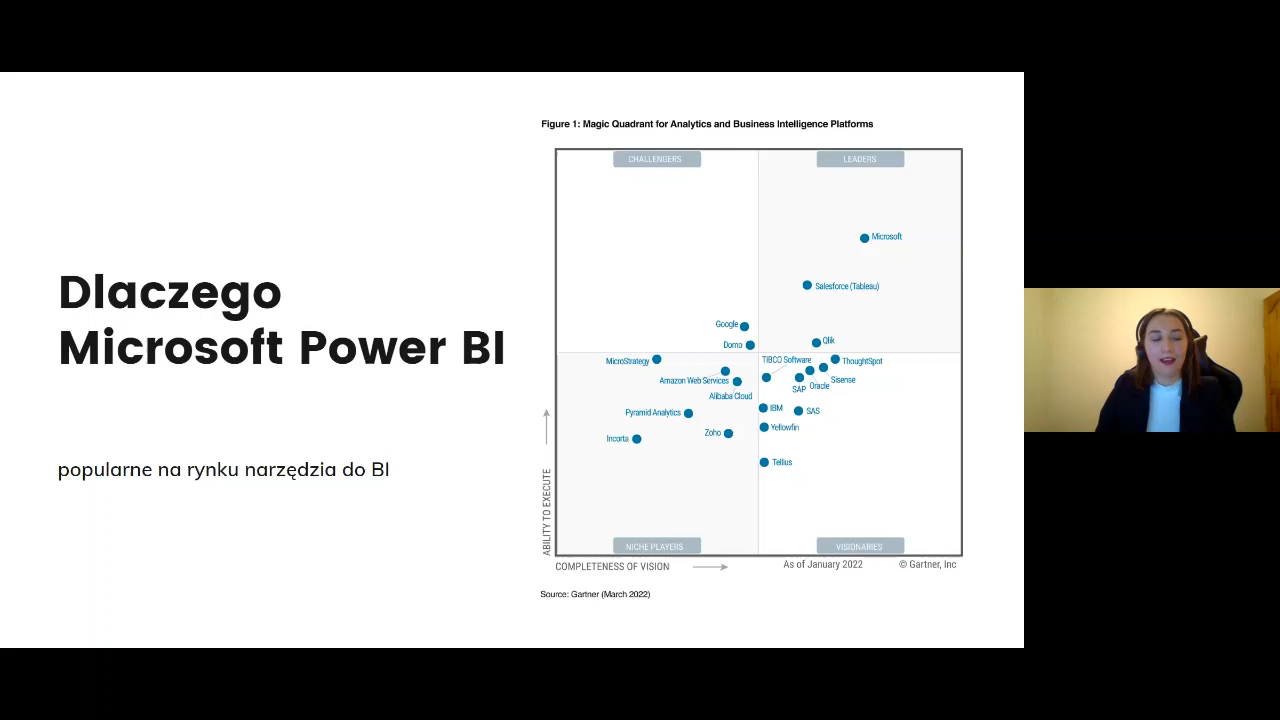 Dlaczego
Microsoft Power BI
popularne na rynku narzędzia do BI
Figure 1: Magic Quadrant for Analytics and Business Intelligence Platforms
CHALLENGERS
LEADERS
Microsoft
Salesforce (Tableau)
Google
Domo
Qlik
MicroStrategy
TIBCO Software
ThoughtSpot
Amazon Web Services
SAP
Oracle
Sisense
Alibaba Cloud
Pyramid Analytics
IBM
SAS
Incorta
Zoho
Yellowfin
Tellius
NICHE PLAYERS
VISIONARIES
ABILITY TO EXECUTE
COMPLETENESS OF VISION
As of January 2022
© Gartner, Inc
Source: Gartner (March 2022)